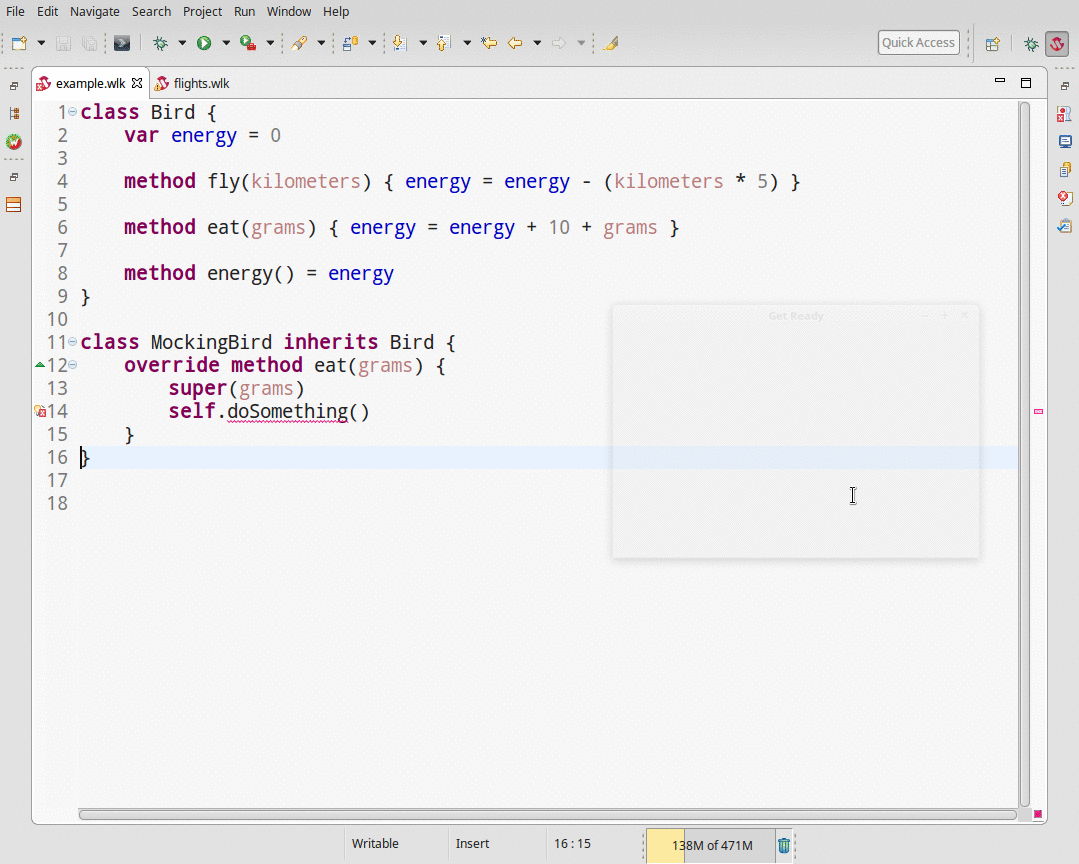 File Edit Navigate Search Project Run Window Help
Quick Access
example.wlk flights.wlk
1 class Bird {
2 var energy = 0
3
4 method fly(kilometers) { energy = energy - (kilometers * 5) }
5
6 method eat(grams) { energy = energy + 10 + grams }
7
8 method energy() = energy
9 }
10
11 class MockingBird inherits Bird {
12 override method eat(grams) {
13 super(grams)
14 self.doSomething()
15 }
16 }
17
18
Get Ready
Writable Insert 16 : 15 138M of 471M